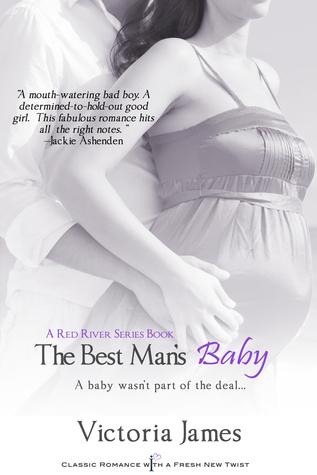 "A mouth-watering bad boy. A
determined-to-hold-out good
girl. This fabulous romance hits
all the right notes. "
—Jackie Ashenden
A Red River Series Book
The Best Man's Baby
A baby wasn't part of the deal...
Victoria James
Classic Romance with a Fresh New Twist